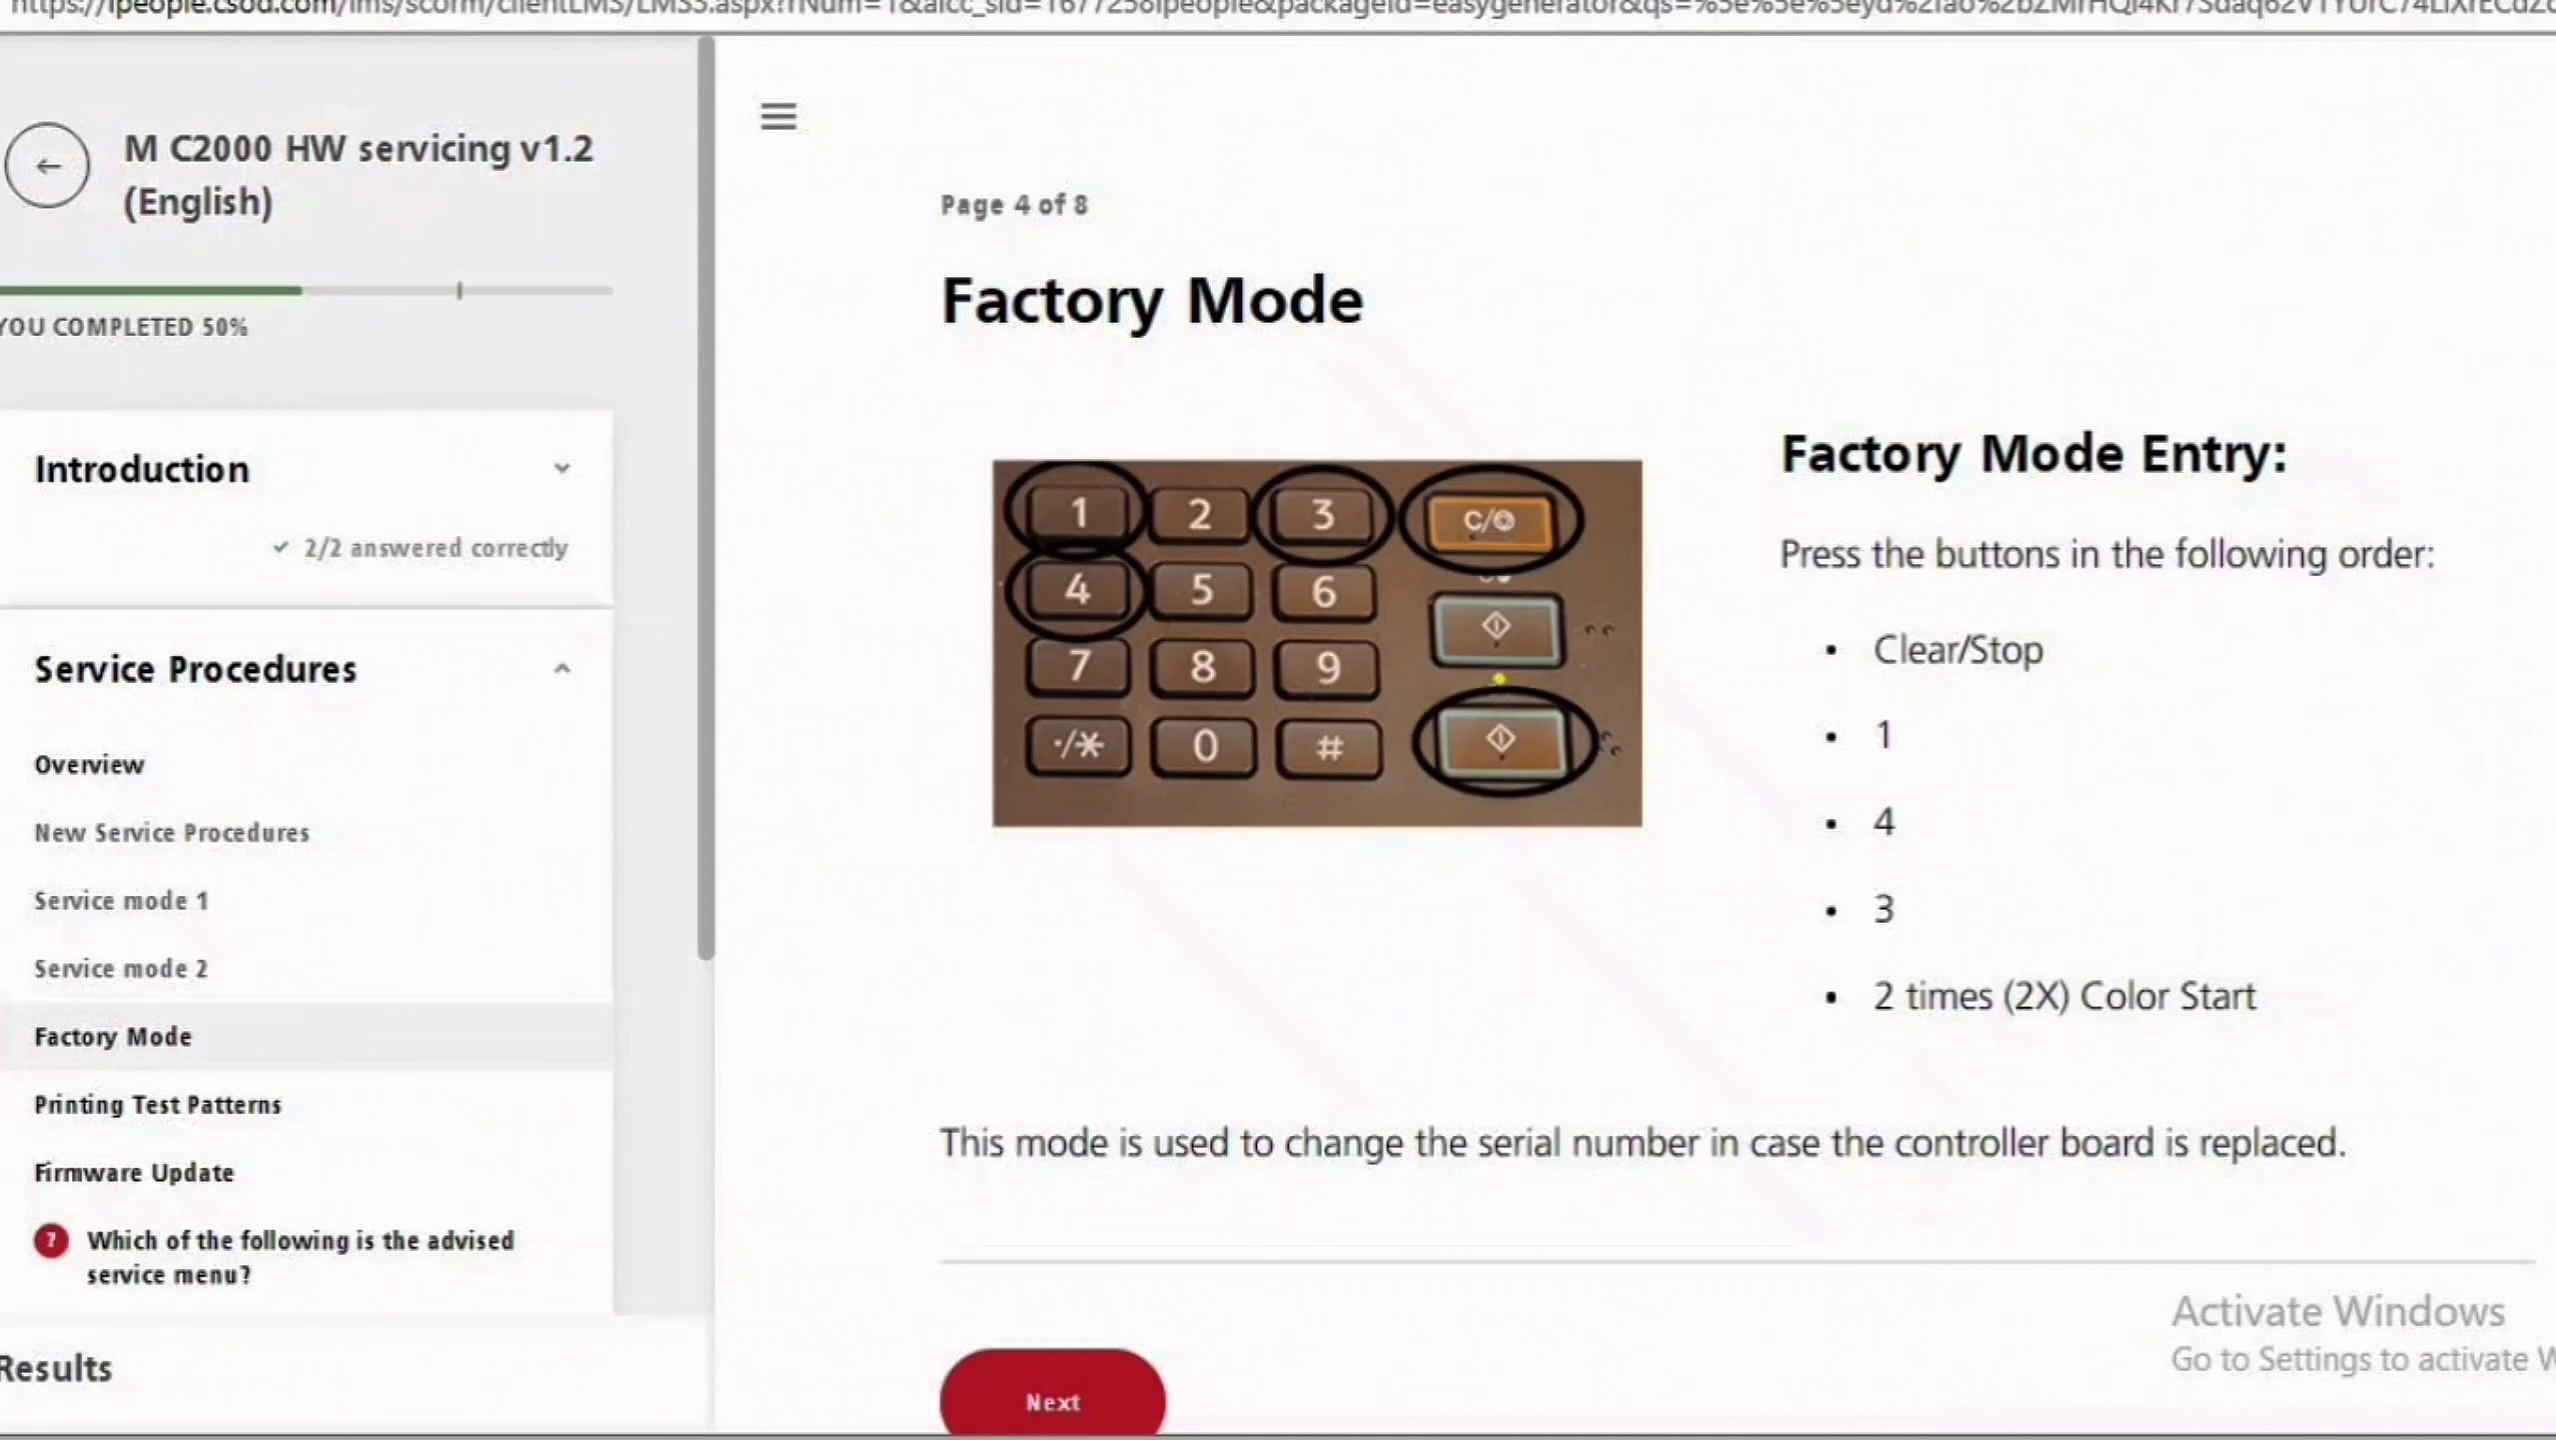 M C2000 HW servicing v1.2
(English)
YOU COMPLETED 50%
Introduction
2/2 answered correctly
Service Procedures
Overview
New Service Procedures
Service mode 1
Service mode 2
Factory Mode
Printing Test Patterns
Firmware Update
? Which of the following is the advised
service menu?
Results
Page 4 of 8
Factory Mode
1 2 3 C/
4 5 6
7 8 9
·/* 0 #
Factory Mode Entry:
Press the buttons in the following order:
• Clear/Stop
• 1
• 4
• 3
• 2 times (2X) Color Start
This mode is used to change the serial number in case the controller board is replaced.
Next
Activate Windows
Go to Settings to activate W